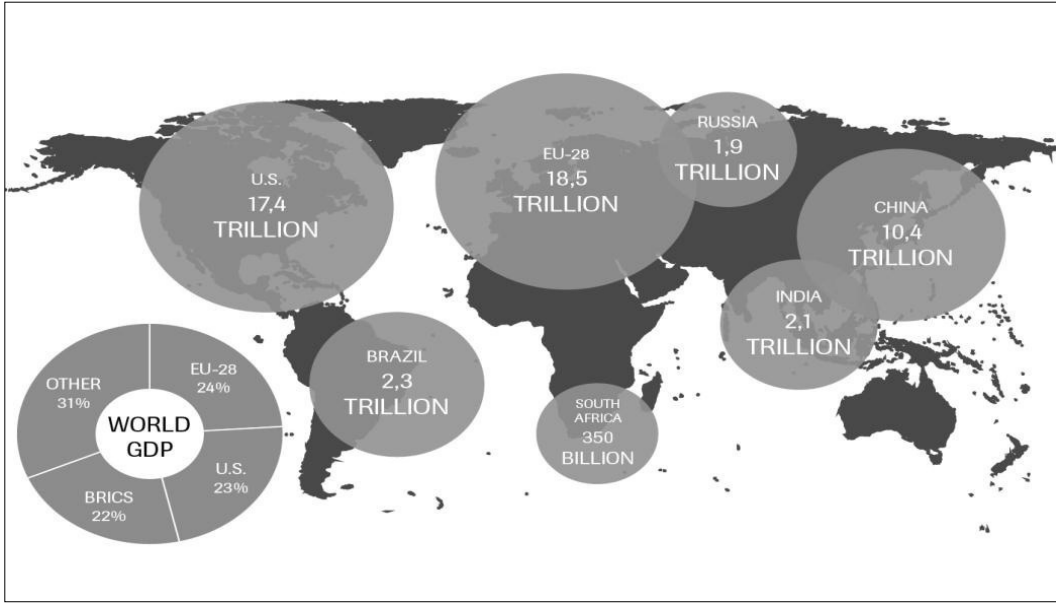 RUSSIA
1,9
TRILLION
EU-28
18,5
TRILLION
U.S.
17,4
TRILLION
CHINA
10,4
TRILLION
INDIA
2,1
TRILLION
BRAZIL
2,3
TRILLION
SOUTH
AFRICA
350
BILLION
OTHER
31%
EU-28
24%
WORLD
GDP
U.S.
23%
BRICS
22%